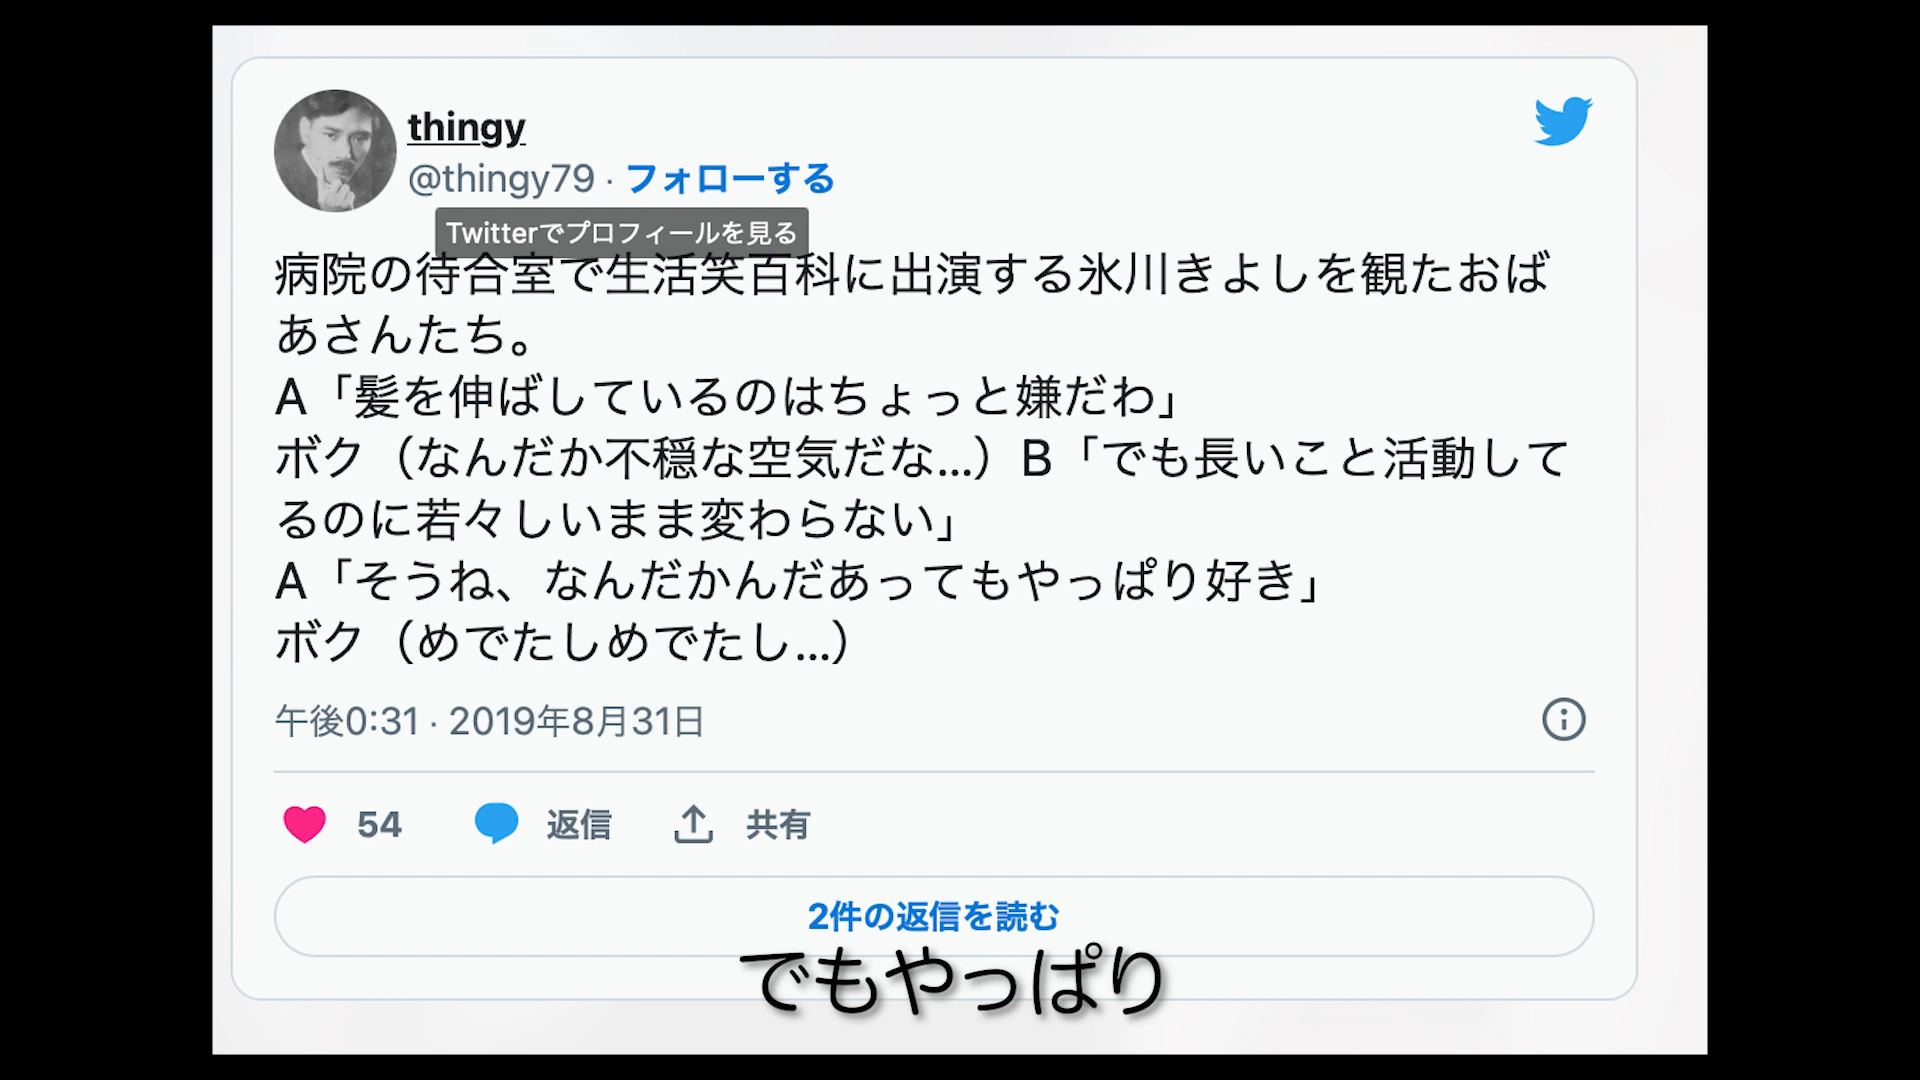 thingy
@thingy79 · フォローする
Twitterでプロフィールを見る
病院の待合室で生活笑百科に出演する氷川きよしを観たおば
あさんたち。
A「髪を伸ばしているのはちょっと嫌だわ」
ボク（なんだか不穏な空気だな...）B「でも長いこと活動して
るのに若々しいまま変わらない」
A「そうね、なんだかんだあってもやっぱり好き」
ボク（めでたしめでたし...）
午後0:31 · 2019年8月31日
54 返信 共有
2件の返信を読む
でもやっぱり